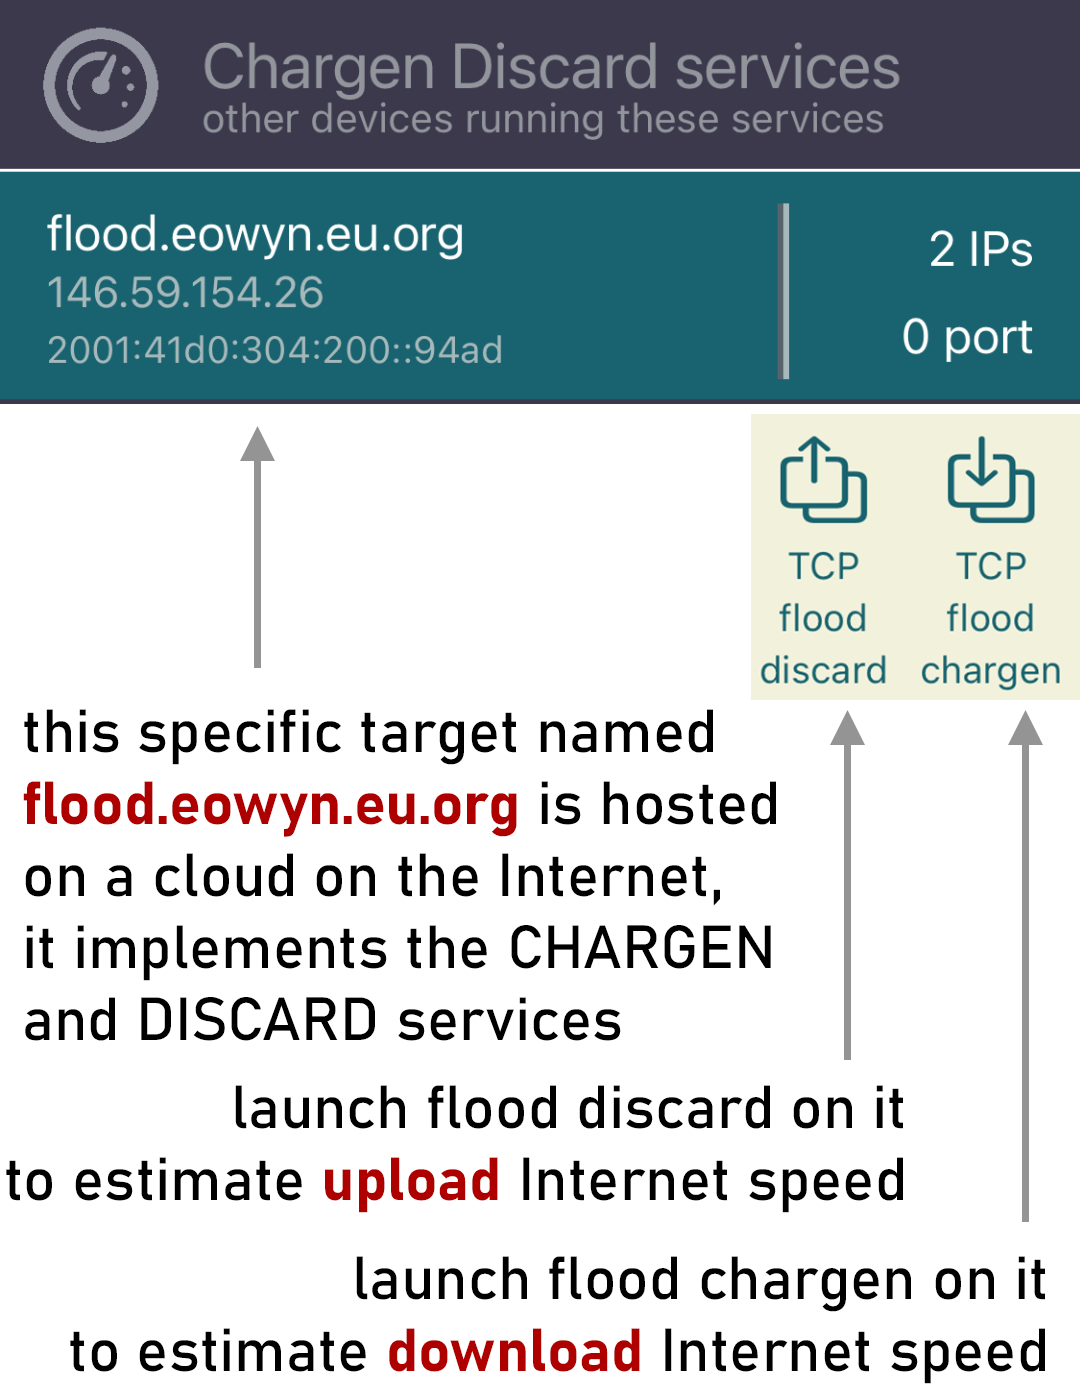 Chargen Discard services
other devices running these services
flood.eowyn.eu.org
146.59.154.26
2001:41d0:304:200::94ad
2 IPs
0 port
TCP
flood
discard
TCP
flood
chargen
this specific target named
flood.eowyn.eu.org is hosted
on a cloud on the Internet,
it implements the CHARGEN
and DISCARD services
launch flood discard on it
to estimate upload Internet speed
launch flood chargen on it
to estimate download Internet speed